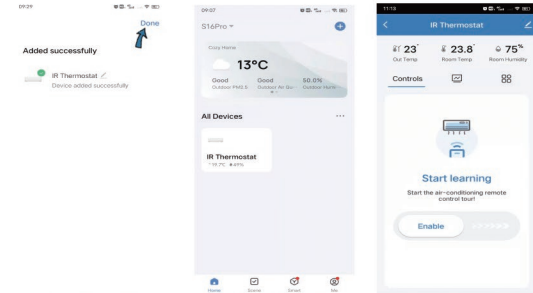 09:29
Done
Added successfully
IR Thermostat
Device added successfully
09:07
S16Pro
Cozy Home
13°C
Good
Good
50.0%
Outdoor PM2.5
Outdoor Air Qu
Outdoor Humi
All Devices
IR Thermostat
Home
Scene
Smart
Me
11:13
IR Thermostat
23°
23.8°
75%
Out Temp
Room Temp
Room Humidity
Controls
Start learning
Start the air-conditioning remote
control tour!
Enable